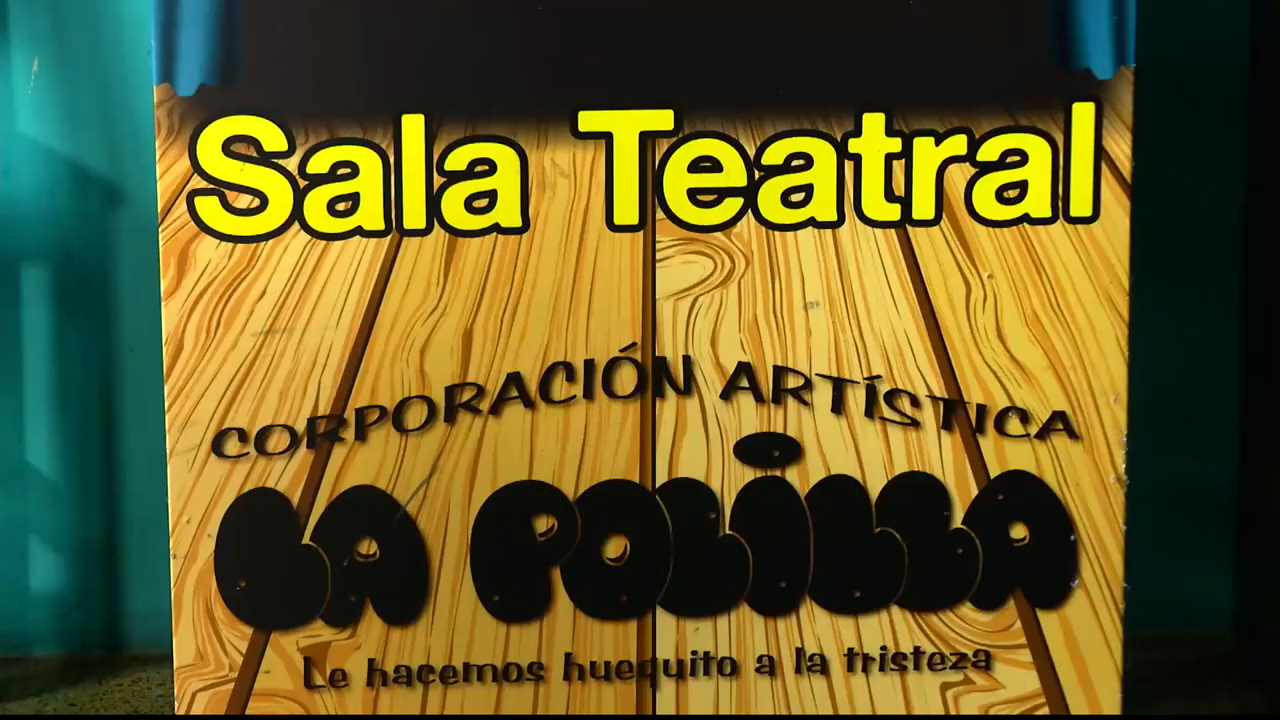 Sala Teatral
CORPORACIÓN ARTÍSTICA
LA POLiLLA
Le hacemos huequito a la tristeza